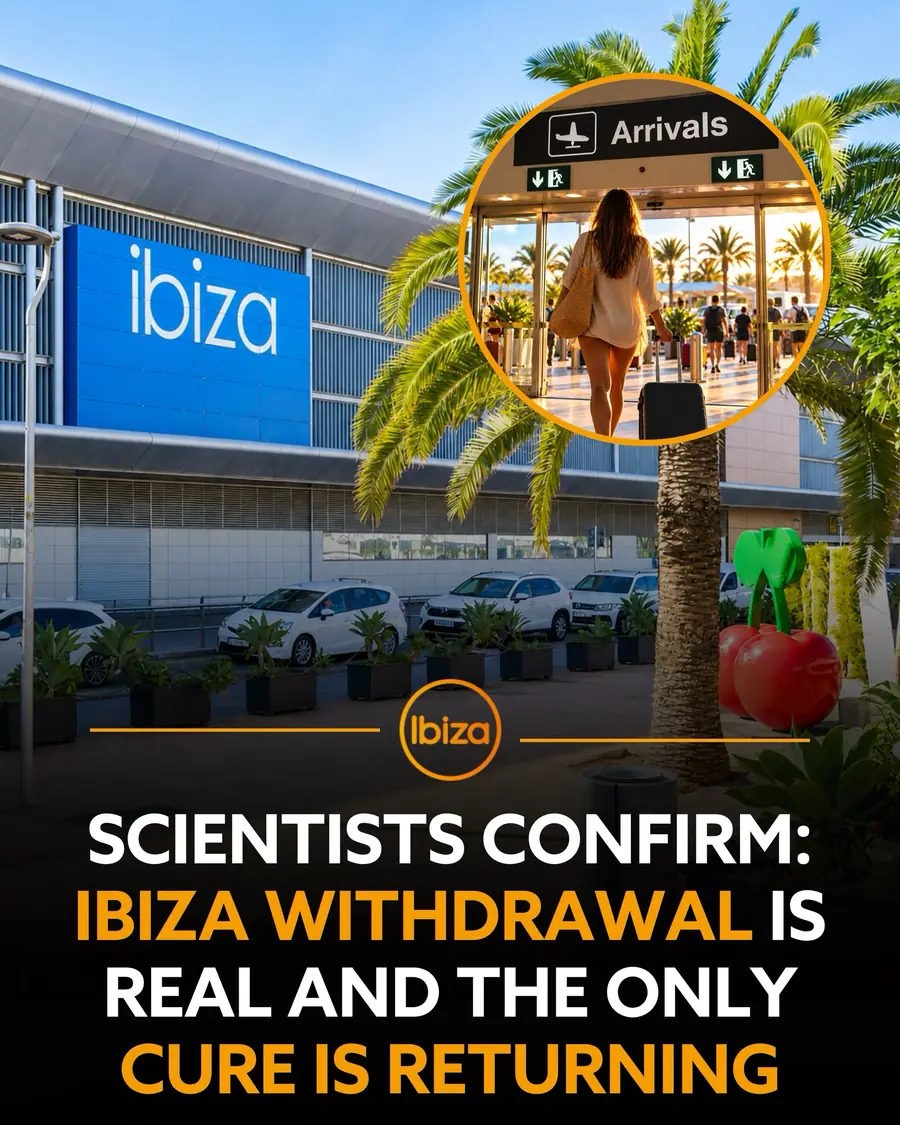 Arrivals
ibiza
Ibiza
SCIENTISTS CONFIRM:
IBIZA WITHDRAWAL IS
REAL AND THE ONLY
CURE IS RETURNING